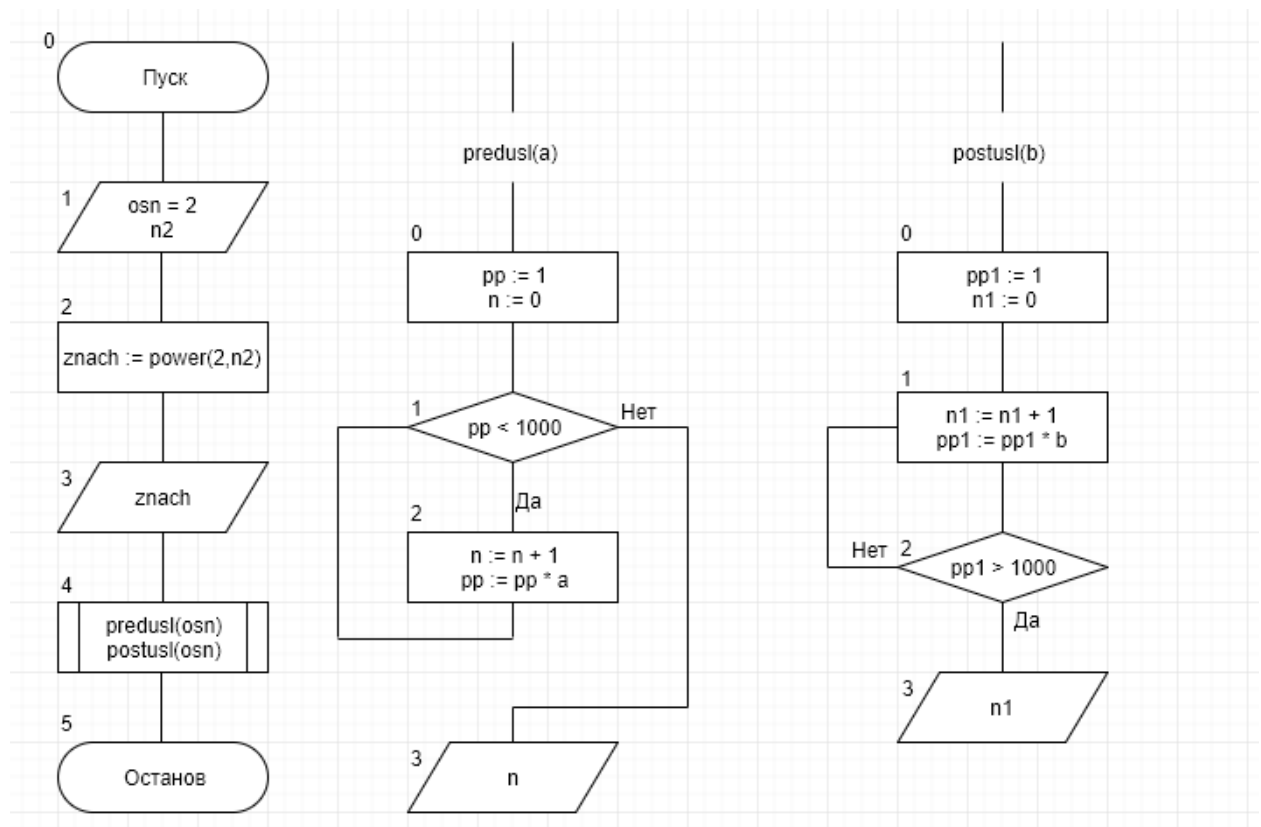 0
Пуск
1
osn = 2
n2
2
znach := power(2,n2)
3
znach
4
predusl(osn)
postusl(osn)
5
Останов
predusl(a)
0
pp := 1
n := 0
1
pp < 1000
Нет
Да
2
n := n + 1
pp := pp * a
3
n
postusl(b)
0
pp1 := 1
n1 := 0
1
n1 := n1 + 1
pp1 := pp1 * b
Нет
2
pp1 > 1000
Да
3
n1